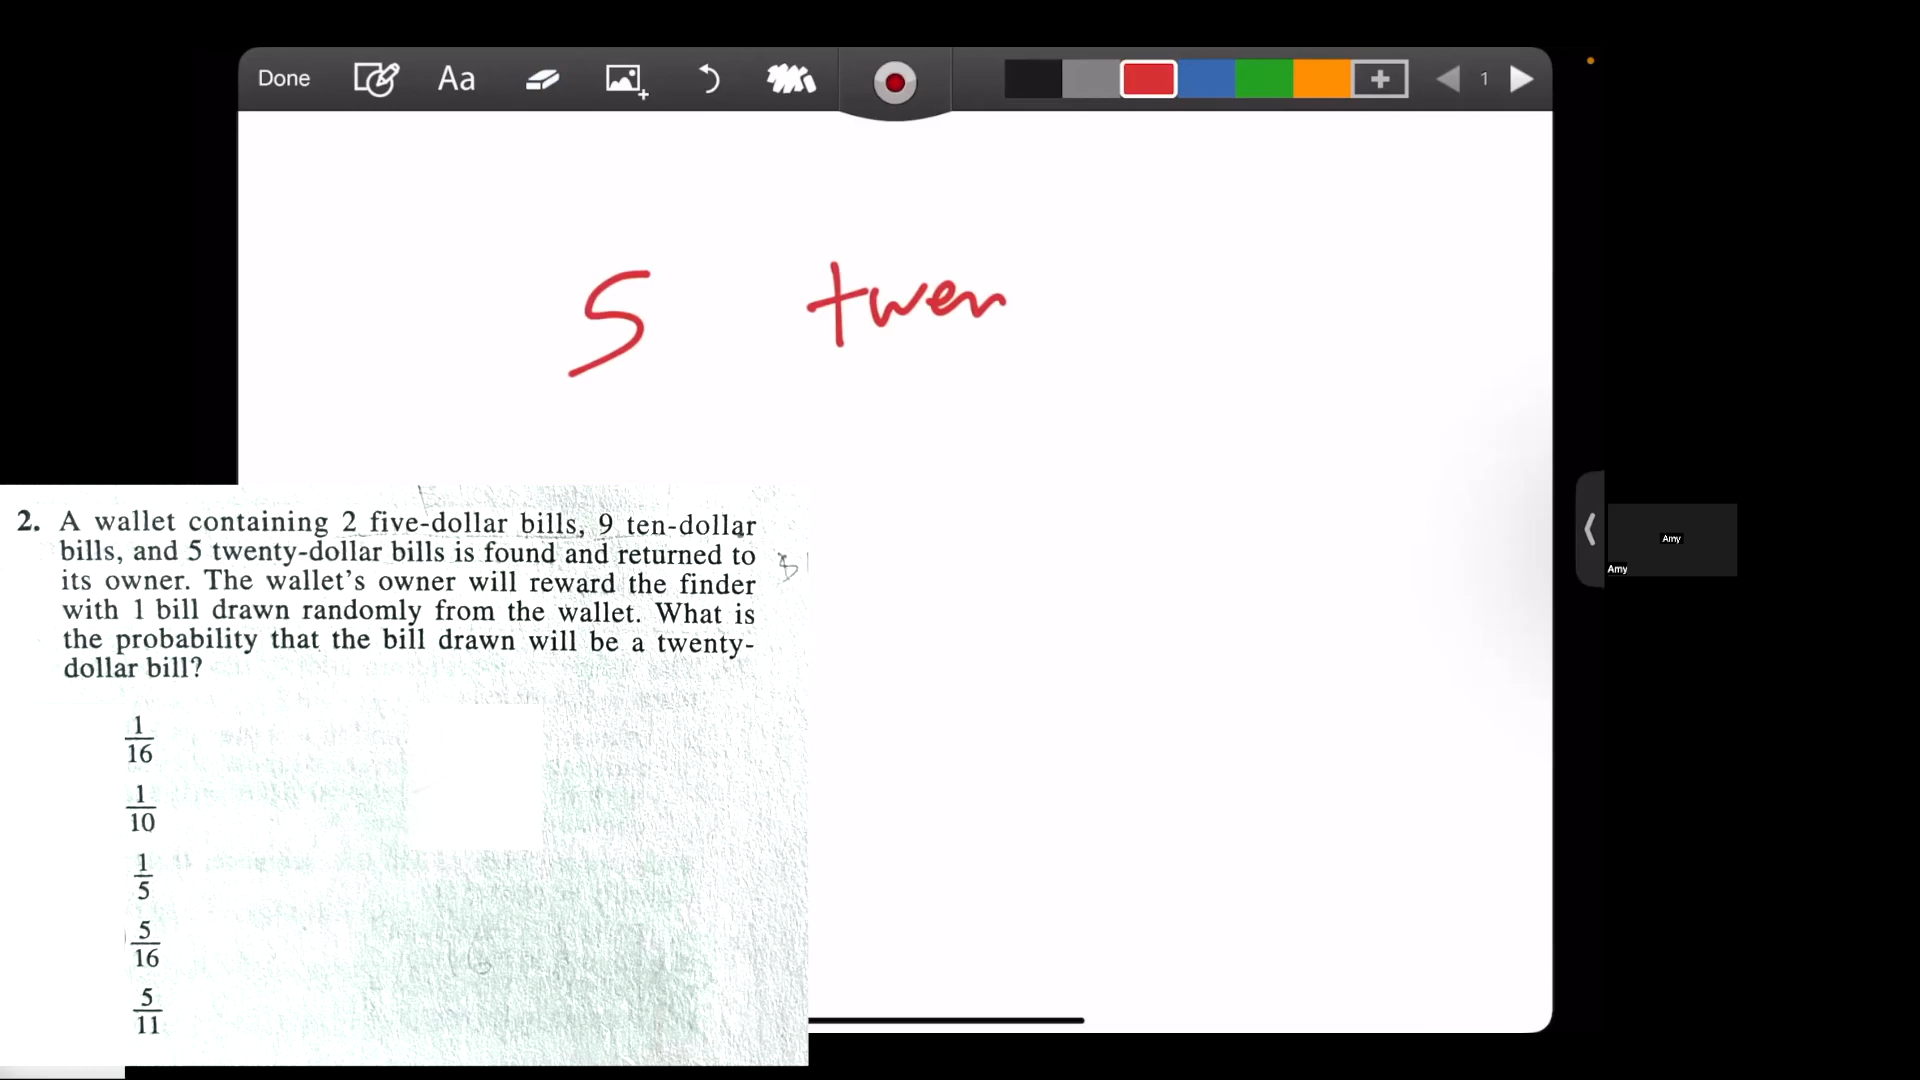 Done Aa 1
5 twen
2. A wallet containing 2 five-dollar bills, 9 ten-dollar
bills, and 5 twenty-dollar bills is found and returned to
its owner. The wallet's owner will reward the finder
with 1 bill drawn randomly from the wallet. What is
the probability that the bill drawn will be a twenty-
dollar bill?
1/16
1/10
1/5
5/16
5/11
16
Amy
Amy